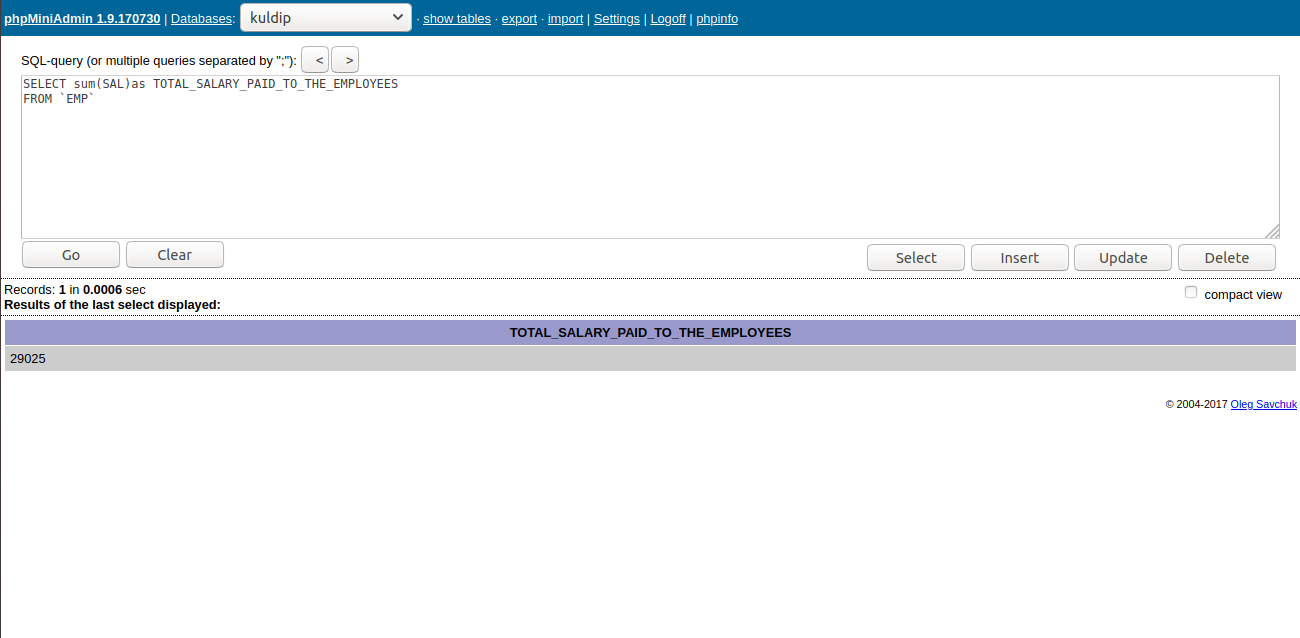 phpMiniAdmin 1.9.170730 | Databases: kuldip · show tables · export · import | Settings | Logoff | phpinfo
SQL-query (or multiple queries separated by ";"): < >
SELECT sum(SAL)as TOTAL_SALARY_PAID_TO_THE_EMPLOYEES
FROM `EMP`
Go Clear Select Insert Update Delete
Records: 1 in 0.0006 sec
compact view
Results of the last select displayed:
TOTAL_SALARY_PAID_TO_THE_EMPLOYEES
29025
© 2004-2017 Oleg Savchuk